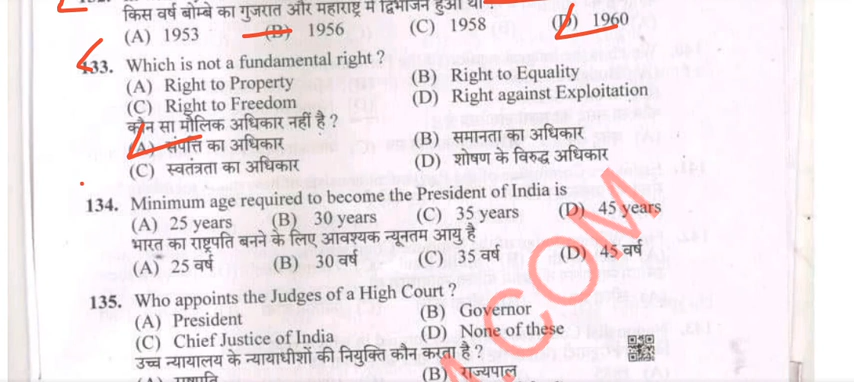 किस वर्ष बॉम्बे का गुजरात और महाराष्ट्र में द्विभाजन हुआ था
(A) 1953 (B) 1956 (C) 1958 (D) 1960
133. Which is not a fundamental right ?
(A) Right to Property (B) Right to Equality
(C) Right to Freedom (D) Right against Exploitation
कौन सा मौलिक अधिकार नहीं है ?
(A) संपत्ति का अधिकार (B) समानता का अधिकार
(C) स्वतंत्रता का अधिकार (D) शोषण के विरुद्ध अधिकार
134. Minimum age required to become the President of India is
(A) 25 years (B) 30 years (C) 35 years (D) 45 years
भारत का राष्ट्रपति बनने के लिए आवश्यक न्यूनतम आयु है
(A) 25 वर्ष (B) 30 वर्ष (C) 35 वर्ष (D) 45 वर्ष
135. Who appoints the Judges of a High Court ?
(A) President (B) Governor
(C) Chief Justice of India (D) None of these
उच्च न्यायालय के न्यायाधीशों की नियुक्ति कौन करता है ?
(B) राज्यपाल
.COM